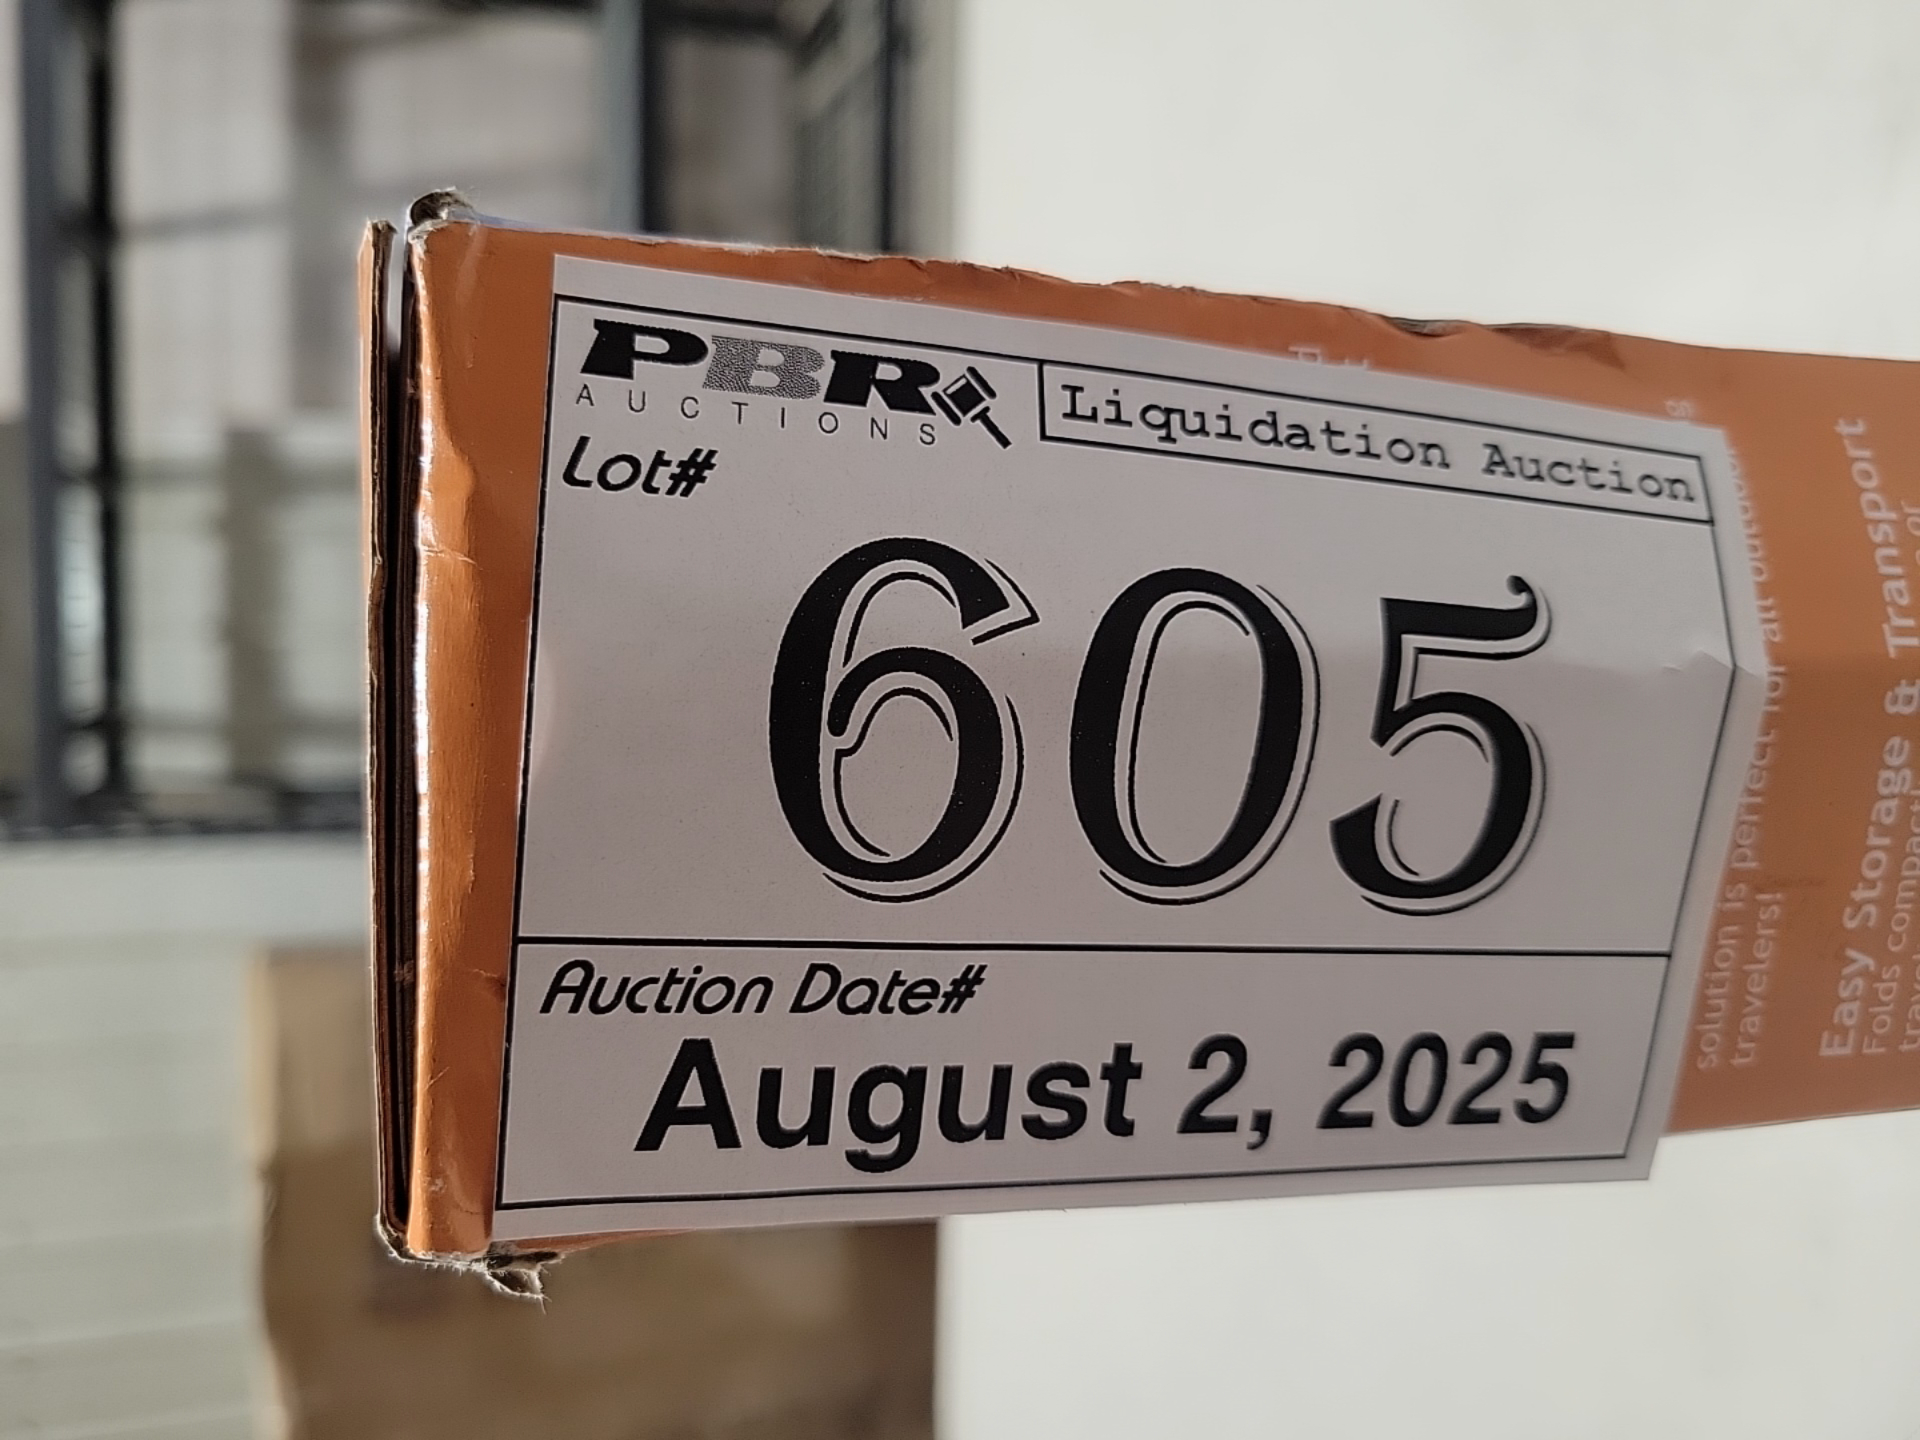 PBR
AUCTIONS
Liquidation Auction
Lot#
605
Auction Date#
August 2, 2025
solution is perfect for all outdoor
travelers!
Easy Storage & Transport
Folds compactly